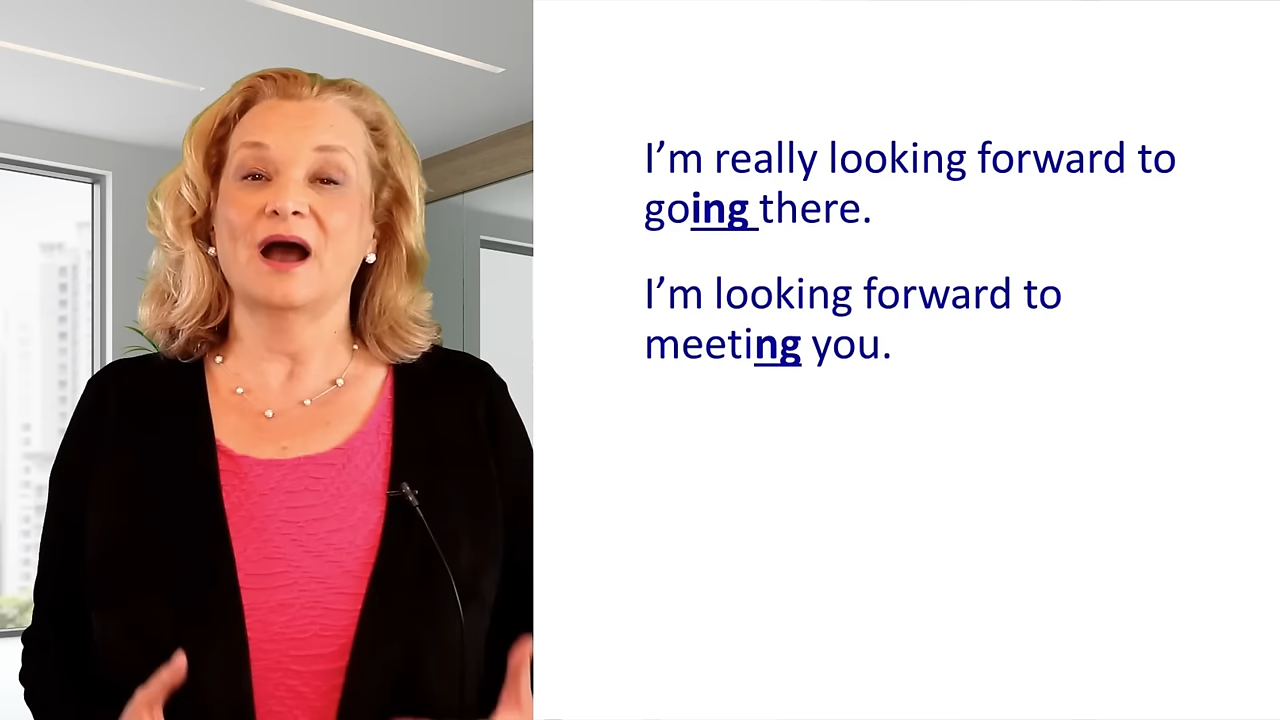 I’m really looking forward to
going there.
I’m looking forward to
meeting you.